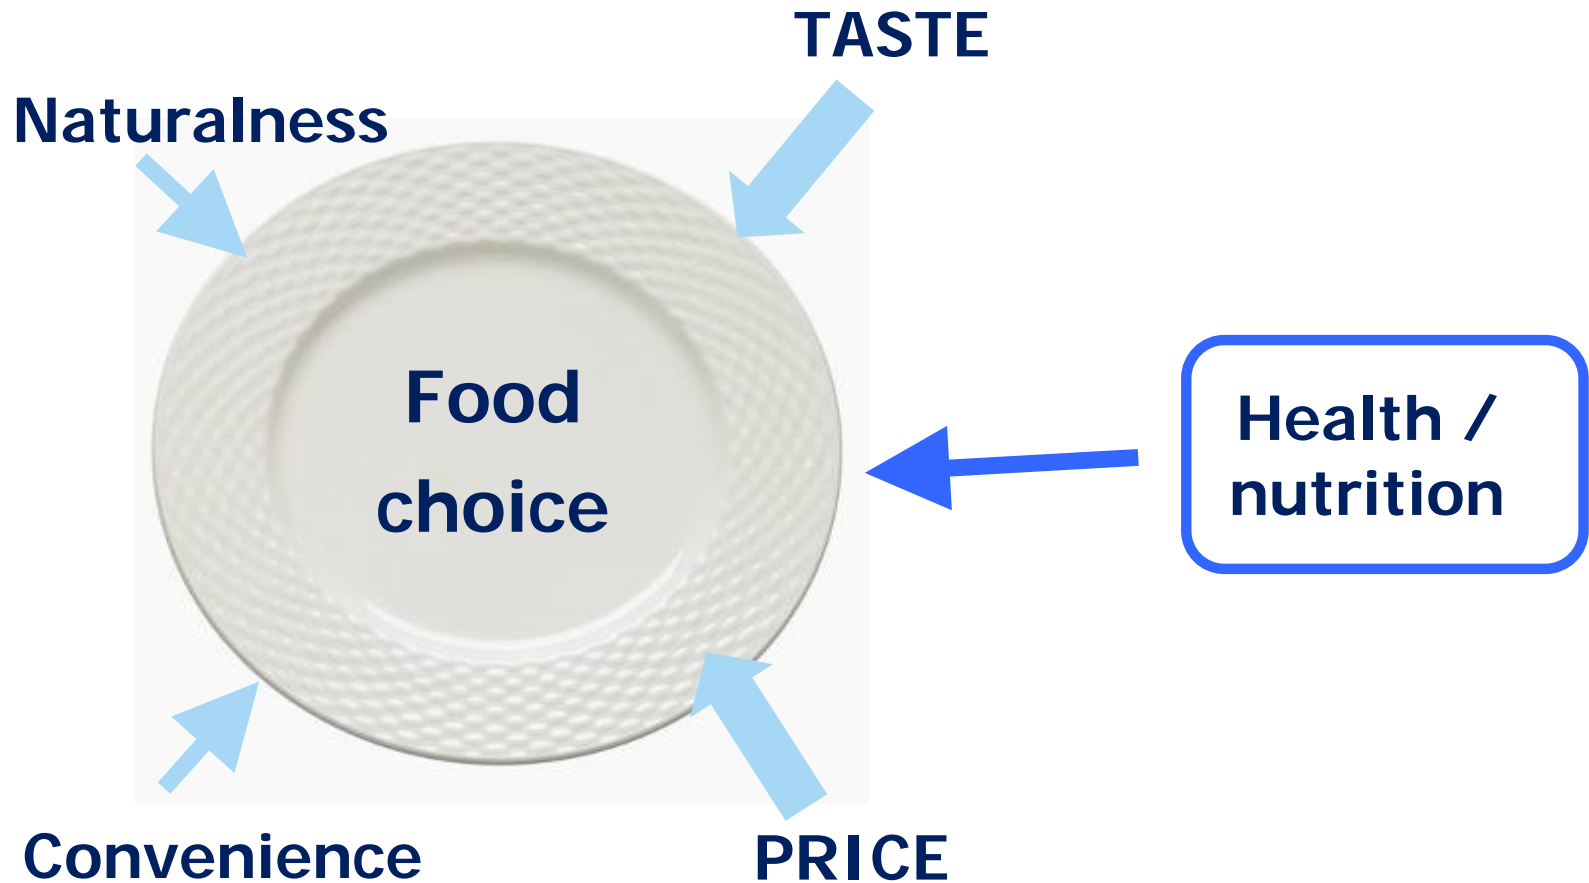 TASTE
Naturalness
Food
choice
Health /
nutrition
Convenience
PRICE